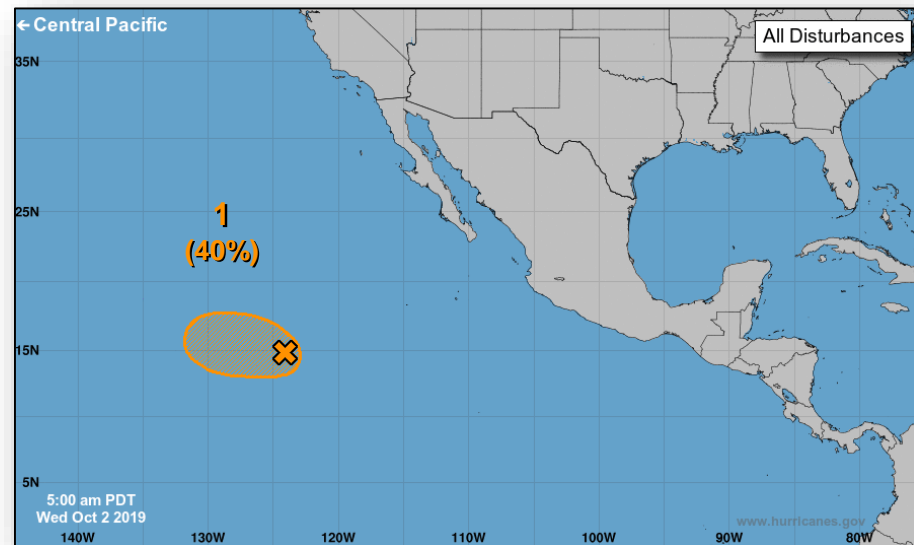 ← Central Pacific
All Disturbances
35N
1
(40%)
25N
15N
5N
5:00 am PDT
Wed Oct 2 2019
www.hurricanes.gov
140W 130W 120W 110W 100W 90W 80W